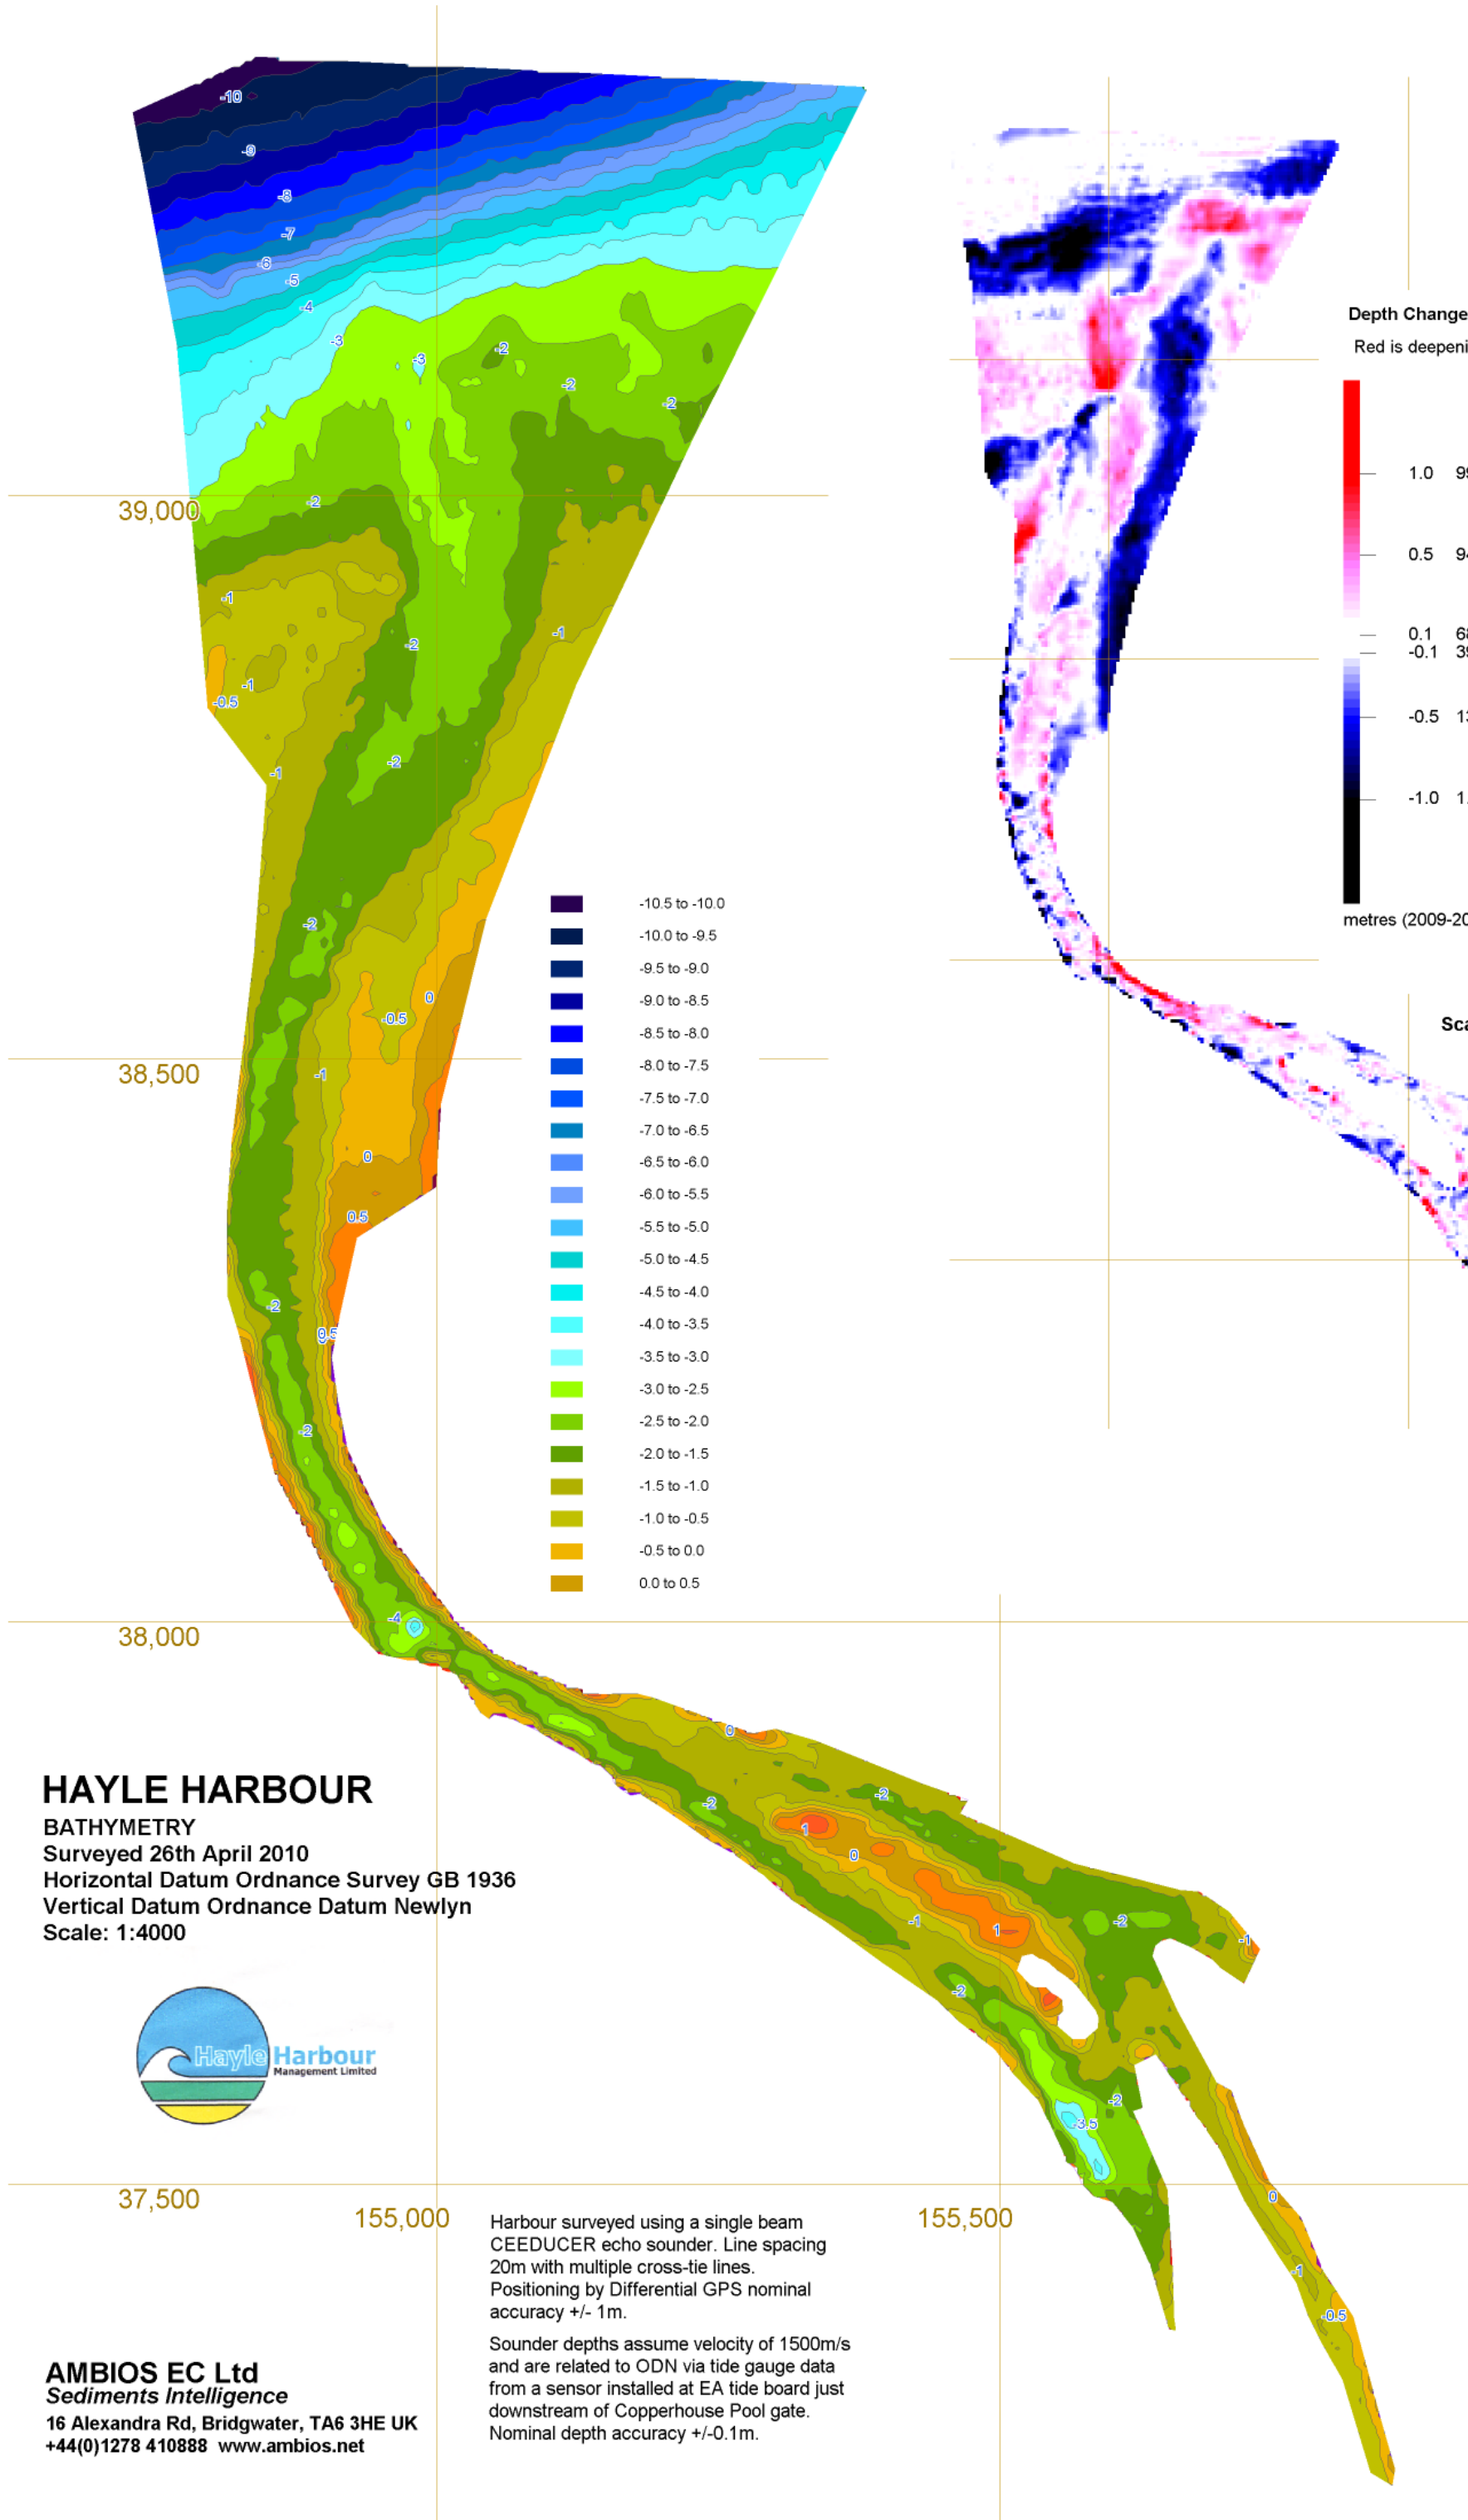 -10
-9
-8
-7
-6
-5
-4
-3
-3
-2
-2
-2
39,000
-2
-1
-2
-1
-1
-0.5
-2
-1
Depth Change
Red is deepeni
1.0 99
0.5 94
0.1 68
-0.1 39
-0.5 13
-1.0 1.
metres (2009-20
Sca
-10.5 to -10.0
-10.0 to -9.5
-9.5 to -9.0
-9.0 to -8.5
-8.5 to -8.0
-8.0 to -7.5
-7.5 to -7.0
-7.0 to -6.5
-6.5 to -6.0
-6.0 to -5.5
-5.5 to -5.0
-5.0 to -4.5
-4.5 to -4.0
-4.0 to -3.5
-3.5 to -3.0
-3.0 to -2.5
-2.5 to -2.0
-2.0 to -1.5
-1.5 to -1.0
-1.0 to -0.5
-0.5 to 0.0
0.0 to 0.5
-2
0
-0.5
38,500
-1
0
0.5
-2
0.5
-2
-4
38,000
0
-2
-2
1
0
-1
1
-2
-1
-2
-2
-3.5
0
-1
-0.5
HAYLE HARBOUR
BATHYMETRY
Surveyed 26th April 2010
Horizontal Datum Ordnance Survey GB 1936
Vertical Datum Ordnance Datum Newlyn
Scale: 1:4000
Hayle Harbour
Management Limited
37,500
155,000
155,500
Harbour surveyed using a single beam
CEEDUCER echo sounder. Line spacing
20m with multiple cross-tie lines.
Positioning by Differential GPS nominal
accuracy +/- 1m.
Sounder depths assume velocity of 1500m/s
and are related to ODN via tide gauge data
from a sensor installed at EA tide board just
downstream of Copperhouse Pool gate.
Nominal depth accuracy +/-0.1m.
AMBIOS EC Ltd
Sediments Intelligence
16 Alexandra Rd, Bridgwater, TA6 3HE UK
+44(0)1278 410888 www.ambios.net